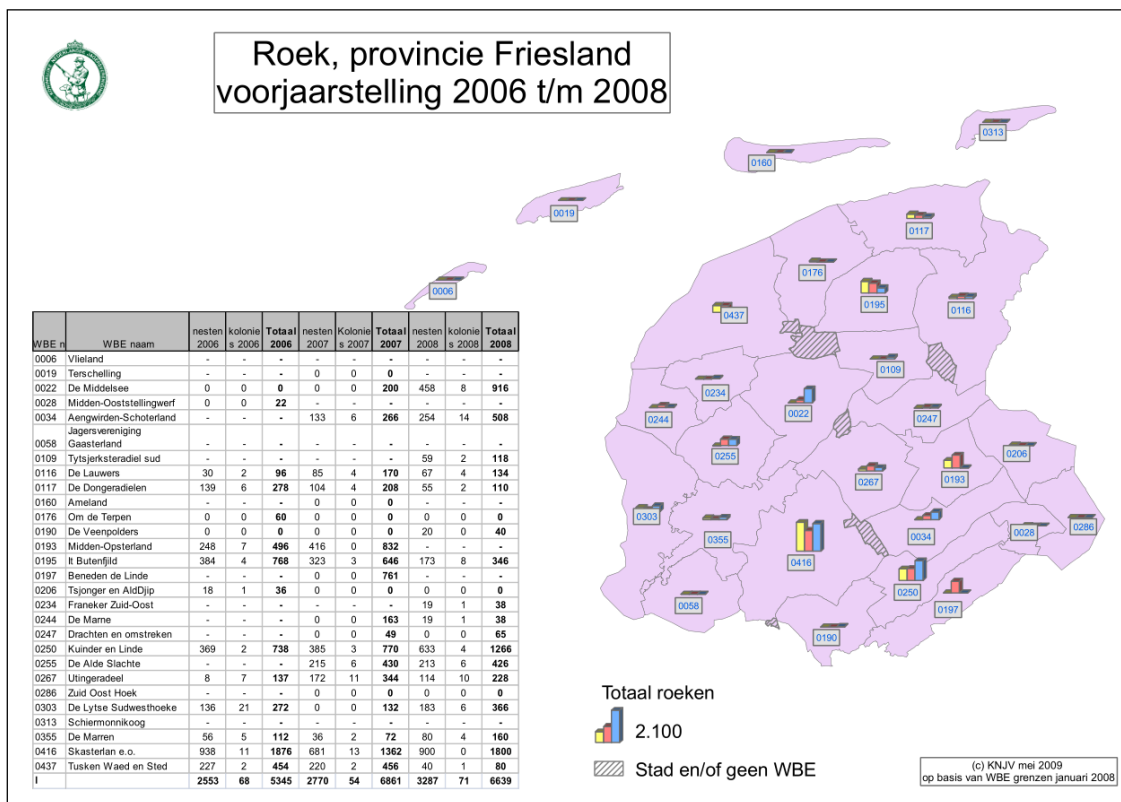 Roek, provincie Friesland
voorjaarstelling 2006 t/m 2008
WBE n WBE naam nesten 2006 kolonie s 2006 Totaal 2006 nesten 2007 Kolonie s 2007 Totaal 2007 nesten 2008 kolonie s 2008 Totaal 2008
0006 Vlieland - - - - - - - - -
0019 Terschelling - - - 0 0 0 - - -
0022 De Middelsee 0 0 0 0 0 200 458 8 916
0028 Midden-Ooststellingwerf 0 0 22 - - - - - -
0034 Aengwirden-Schoterland - - - 133 6 266 254 14 508
0058 Jagersvereniging Gaasterland - - - - - - - - -
0109 Tytsjerksteradiel sud - - - - - - 59 2 118
0116 De Lauwers 30 2 96 85 4 170 67 4 134
0117 De Dongeradielen 139 6 278 104 4 208 55 2 110
0160 Ameland - - - 0 0 0 - - -
0176 Om de Terpen 0 0 60 0 0 0 0 0 0
0190 De Veenpolders 0 0 0 0 0 0 20 0 40
0193 Midden-Opsterland 248 7 496 416 0 832 - - -
0195 It Butenfjild 384 4 768 323 3 646 173 8 346
0197 Beneden de Linde - - - 0 0 761 - - -
0206 Tsjonger en AldDjip 18 1 36 0 0 0 0 0 0
0234 Franeker Zuid-Oost - - - - - - 19 1 38
0244 De Marne - - - 0 0 163 19 1 38
0247 Drachten en omstreken - - - 0 0 49 0 0 65
0250 Kuinder en Linde 369 2 738 385 3 770 633 4 1266
0255 De Alde Slachte - - - 215 6 430 213 6 426
0267 Utingeradeel 8 7 137 172 11 344 114 10 228
0286 Zuid Oost Hoek - - - 0 0 0 0 0 0
0303 De Lytse Sudwesthoeke 136 21 272 0 0 132 183 6 366
0313 Schiermonnikoog - - - - - - - - -
0355 De Marren 56 5 112 36 2 72 80 4 160
0416 Skasterlan e.o. 938 11 1876 681 13 1362 900 0 1800
0437 Tusken Waed en Sted 227 2 454 220 2 456 40 1 80
l 2553 68 5345 2770 54 6861 3287 71 6639
0313
0160
0019
0117
0176
0006
0195
0116
0437
0109
0234
0022
0244
0247
0255
0206
0193
0267
0303
0355
0034
0028
0286
0416
0250
0197
0058
0190
Totaal roeken
2.100
Stad en/of geen WBE
(c) KNJV mei 2009
op basis van WBE grenzen januari 2008